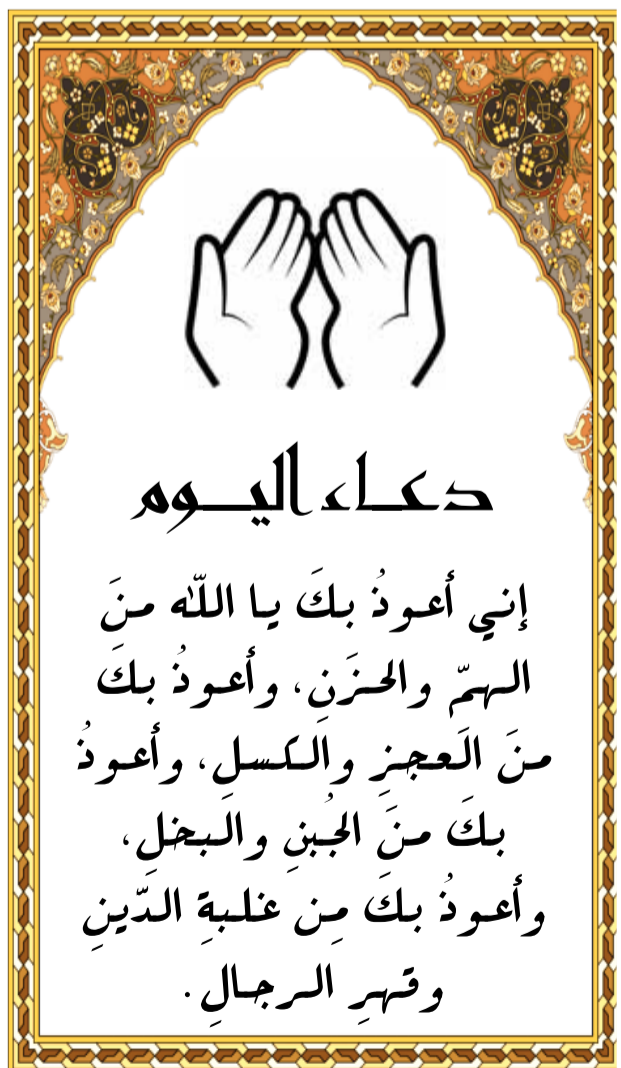 دعاء اليوم
إني أعوذُ بكَ يا اللّه منَ
الهمّ والحزَنِ، وأعوذُ بكَ
منَ العجزِ والكسلِ، وأعوذُ
بكَ منَ الجُبنِ والبخلِ،
وأعوذُ بكَ مِن غلبةِ الدّينِ
وقهرِ الرجالِ.